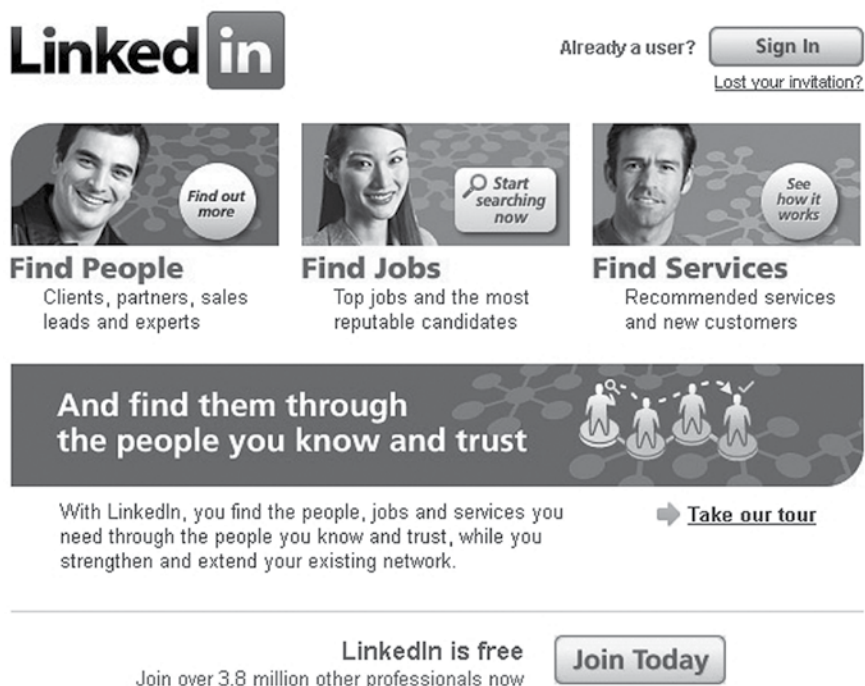 Linked in
Already a user?
Sign In
Lost your invitation?
Find out
more
Find People
Clients, partners, sales
leads and experts
Start
searching
now
Find Jobs
Top jobs and the most
reputable candidates
See
how it
works
Find Services
Recommended services
and new customers
And find them through
the people you know and trust
With LinkedIn, you find the people, jobs and services you
need through the people you know and trust, while you
strengthen and extend your existing network.
Take our tour
LinkedIn is free
Join over 3.8 million other professionals now
Join Today